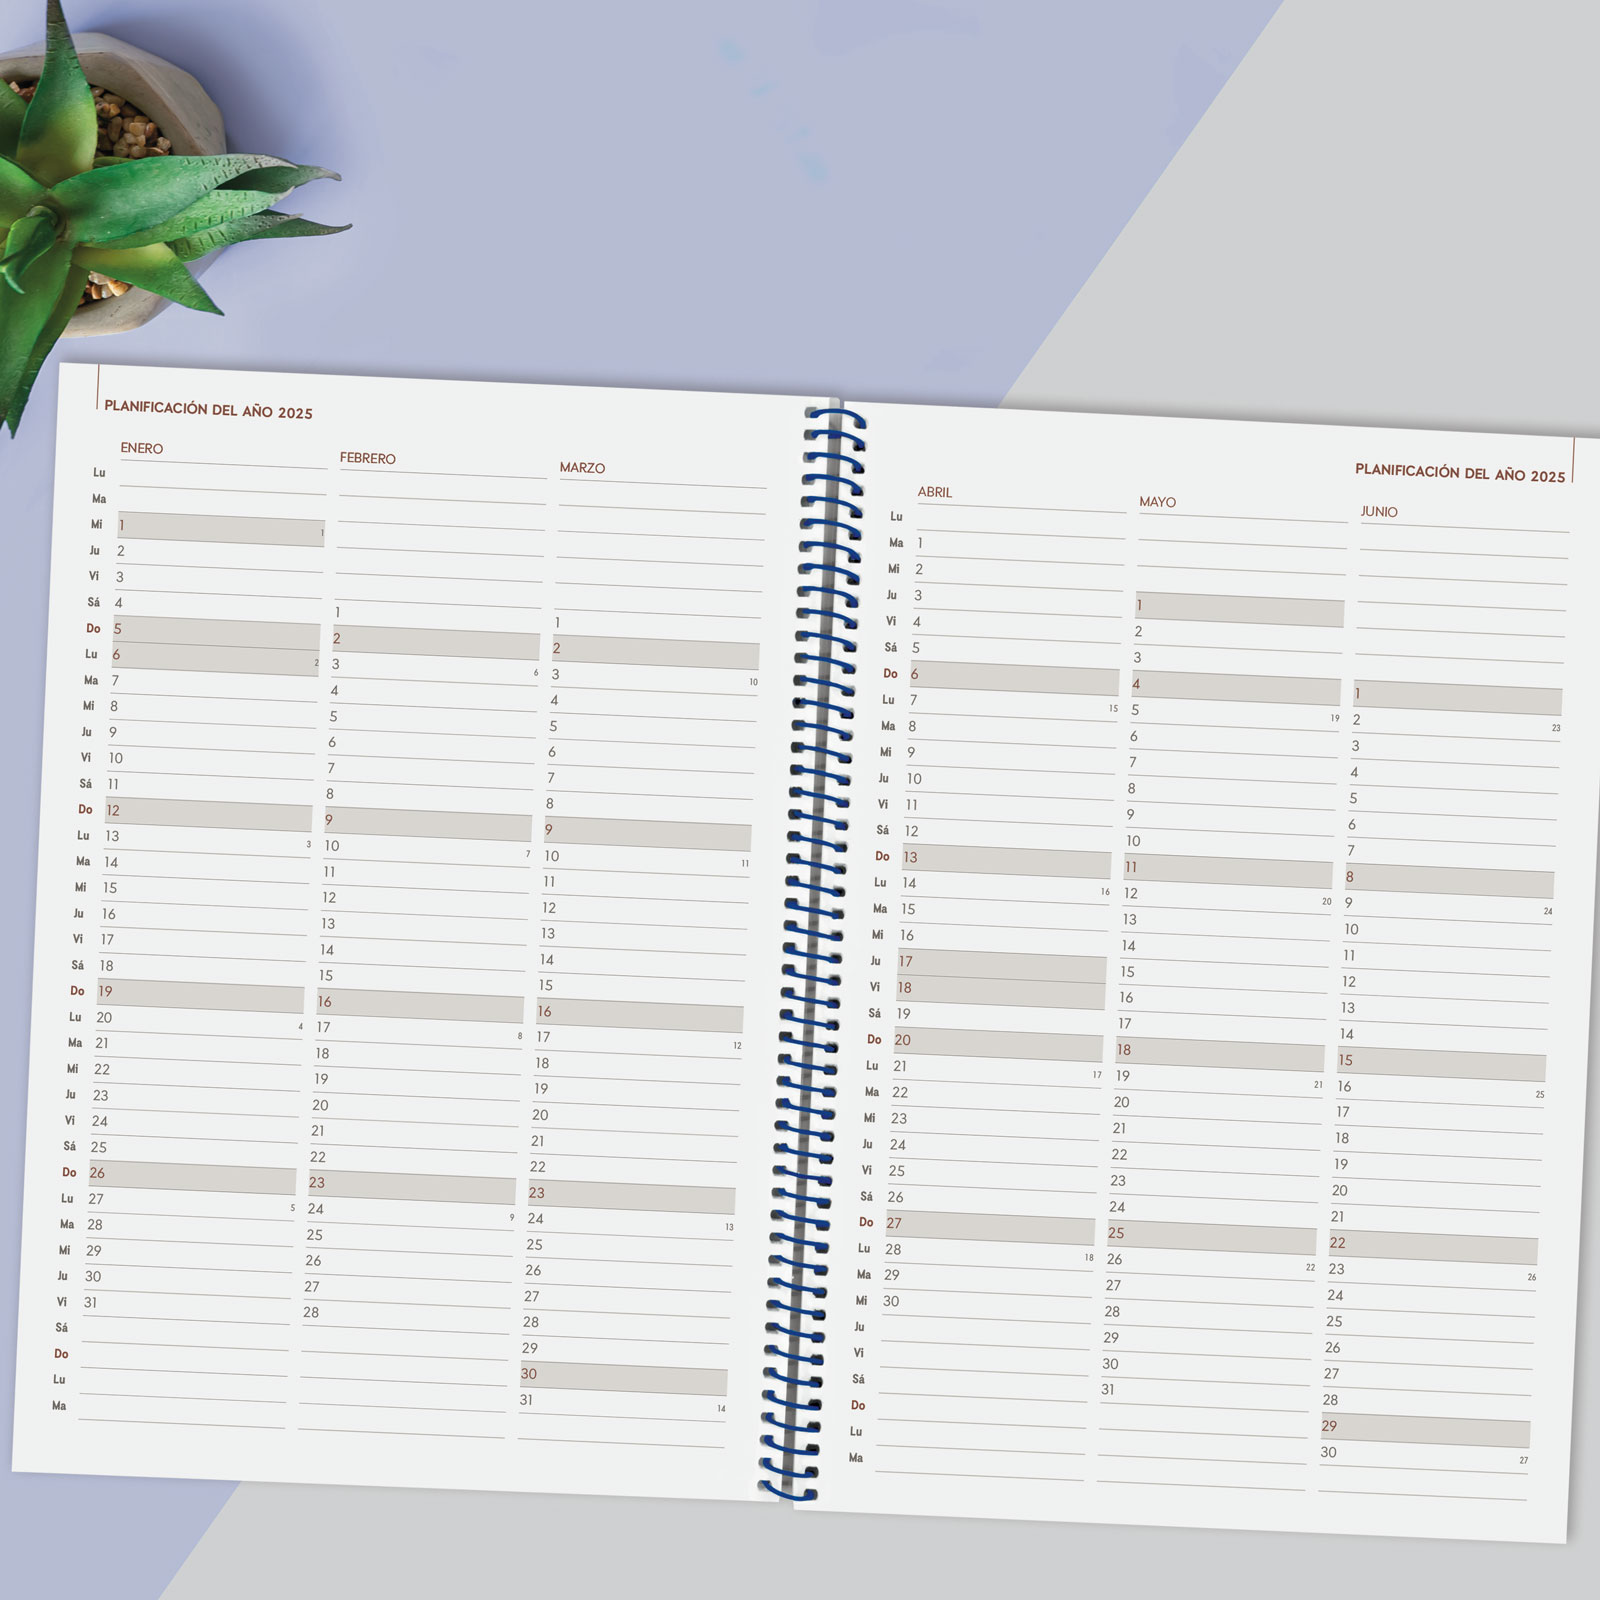 PLANIFICACIÓN DEL AÑO 2025
ENERO FEBRERO MARZO
Lu
Ma
Mi 1 1
Ju 2
Vi 3
Sá 4 1 1
Do 5 2 2
Lu 6 2 3 6 3 10
Ma 7 4 4
Mi 8 5 5
Ju 9 6 6
Vi 10 7 7
Sá 11 8 8
Do 12 9 9
Lu 13 3 10 7 10 11
Ma 14 11 11
Mi 15 12 12
Ju 16 13 13
Vi 17 14 14
Sá 18 15 15
Do 19 16 16
Lu 20 4 17 8 17 12
Ma 21 18 18
Mi 22 19 19
Ju 23 20 20
Vi 24 21 21
Sá 25 22 22
Do 26 23 23
Lu 27 5 24 9 24 13
Ma 28 25 25
Mi 29 26 26
Ju 30 27 27
Vi 31 28 28
Sá 29
Do 30
Lu 31 14
Ma
PLANIFICACIÓN DEL AÑO 2025
ABRIL MAYO JUNIO
Lu
Ma 1
Mi 2
Ju 3 1
Vi 4 2
Sá 5 3
Do 6 4 1
Lu 7 15 5 19 2 23
Ma 8 6 3
Mi 9 7 4
Ju 10 8 5
Vi 11 9 6
Sá 12 10 7
Do 13 11 8
Lu 14 16 12 20 9 24
Ma 15 13 10
Mi 16 14 11
Ju 17 15 12
Vi 18 16 13
Sá 19 17 14
Do 20 18 15
Lu 21 17 19 21 16 25
Ma 22 20 17
Mi 23 21 18
Ju 24 22 19
Vi 25 23 20
Sá 26 24 21
Do 27 25 22
Lu 28 18 26 22 23 26
Ma 29 27 24
Mi 30 28 25
Ju 29 26
Vi 30 27
Sá 31 28
Do 29
Lu 30 27
Ma